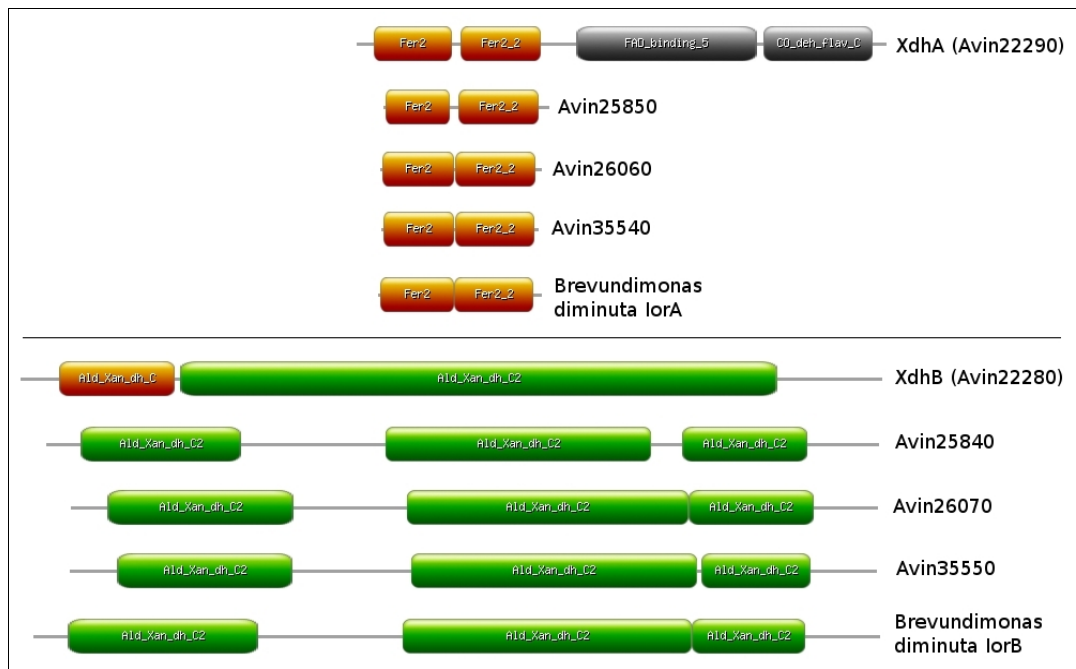 Fer2 Fer2_2 FAD_binding_5 CO_deh_flav_C XdhA (Avin22290)
Fer2 Fer2_2 Avin25850
Fer2 Fer2_2 Avin26060
Fer2 Fer2_2 Avin35540
Fer2 Fer2_2 Brevundimonas
diminuta IorA
Ald_Xan_dh_C Ald_Xan_dh_C2 XdhB (Avin22280)
Ald_Xan_dh_C2 Ald_Xan_dh_C2 Ald_Xan_dh_C2 Avin25840
Ald_Xan_dh_C2 Ald_Xan_dh_C2 Ald_Xan_dh_C2 Avin26070
Ald_Xan_dh_C2 Ald_Xan_dh_C2 Ald_Xan_dh_C2 Avin35550
Ald_Xan_dh_C2 Ald_Xan_dh_C2 Ald_Xan_dh_C2 Brevundimonas
diminuta IorB